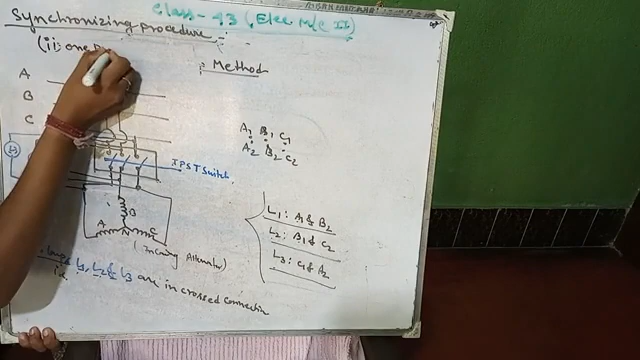 Class-43 (Elec M/c II)
Synchronizing procedure :-
(ii) one
: Method
A
B
C
A1 B1 C1
A2 B2 C2
L3
TPST Switch.
A
B
C
(Incoming Alternator)
L1: A1 & B2
L2: B1 & C2
L3: C1 & A2
Lamps L1, L2 & L3 are in crossed connection
i.e.